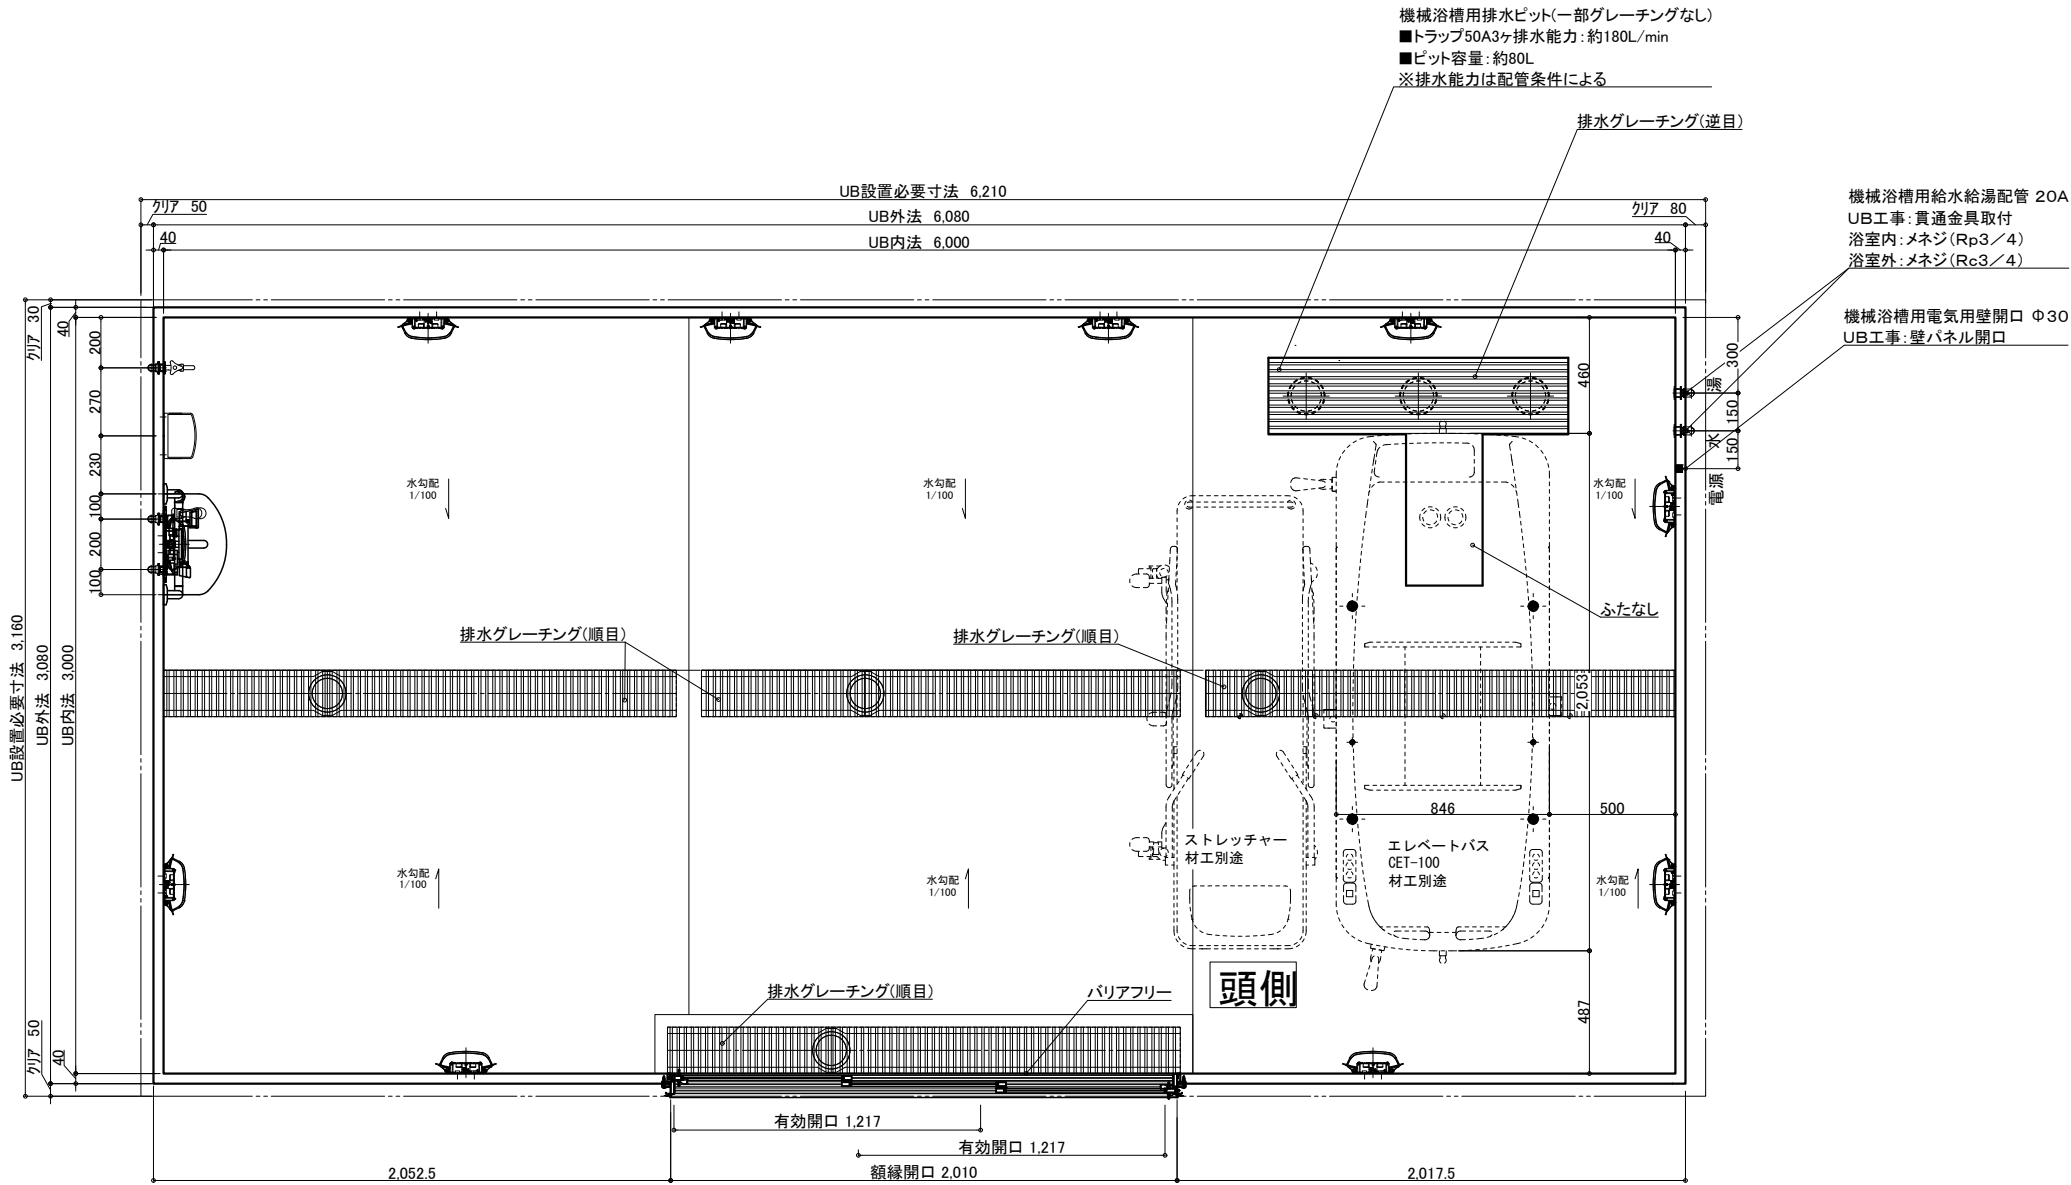 機械浴槽用排水ピット(一部グレーチングなし)
■トラップ50A3ヶ排水能力：約180L/min
■ピット容量：約80L
※排水能力は配管条件による
排水グレーチング(逆目)
機械浴槽用給水給湯配管 20A
UB工事：貫通金具取付
浴室内：メネジ(Rp3／4)
浴室外：メネジ(Rc3／4)
機械浴槽用電気用壁開口 Φ30
UB工事：壁パネル開口
UB設置必要寸法 6,210
クリア 50
UB外法 6,080
クリア 80
40
UB内法 6,000
40
クリア 30
40
200
270
230
100
200
100
UB設置必要寸法 3,160
UB外法 3,080
UB内法 3,000
クリア 50
40
460
300
湯
150
水
150
電源
水勾配
1/100
水勾配
1/100
水勾配
1/100
ふたなし
排水グレーチング(順目)
排水グレーチング(順目)
2,053
846
500
ストレッチャー
材工別途
エレベートバス
CET-100
材工別途
水勾配
1/100
水勾配
1/100
水勾配
1/100
頭側
487
排水グレーチング(順目)
バリアフリー
有効開口 1,217
有効開口 1,217
2,052.5
額縁開口 2,010
2,017.5